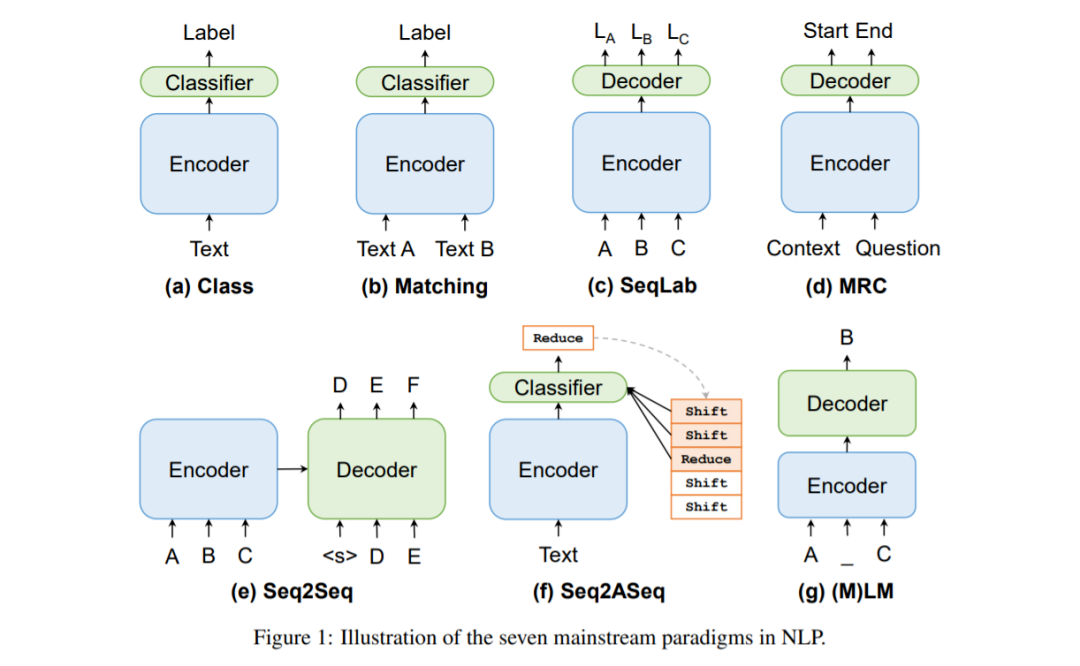 Label
Classifier
Encoder
Text
(a) Class
Label
Classifier
Encoder
Text A Text B
(b) Matching
L_A L_B L_C
Decoder
Encoder
A B C
(c) SeqLab
Start End
Decoder
Encoder
Context Question
(d) MRC
D E F
Encoder
Decoder
A B C
<s> D E
(e) Seq2Seq
Reduce
Classifier
Encoder
Text
Shift
Shift
Reduce
Shift
Shift
(f) Seq2ASeq
B
Decoder
Encoder
A _ C
(g) (M)LM
Figure 1: Illustration of the seven mainstream paradigms in NLP.